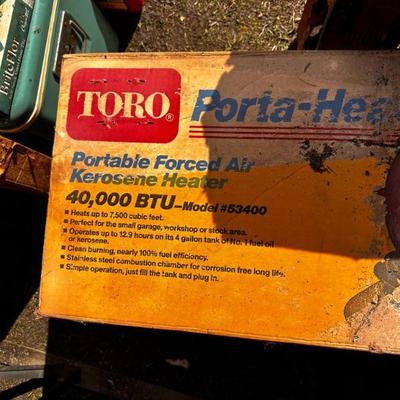 TORO®
Porta-Hea
Portable Forced Air
Kerosene Heater
40,000 BTU–Model #53400
■ Heats up to 7,500 cubic feet.
■ Perfect for the small garage, workshop or stock area.
■ Operates up to 12.9 hours on its 4 gallon tank of No. 1 fuel oil
or kerosene.
■ Clean burning, nearly 100% fuel efficiency.
■ Stainless steel combustion chamber for corrosion free long life.
■ Simple operation, just fill the tank and plug in.